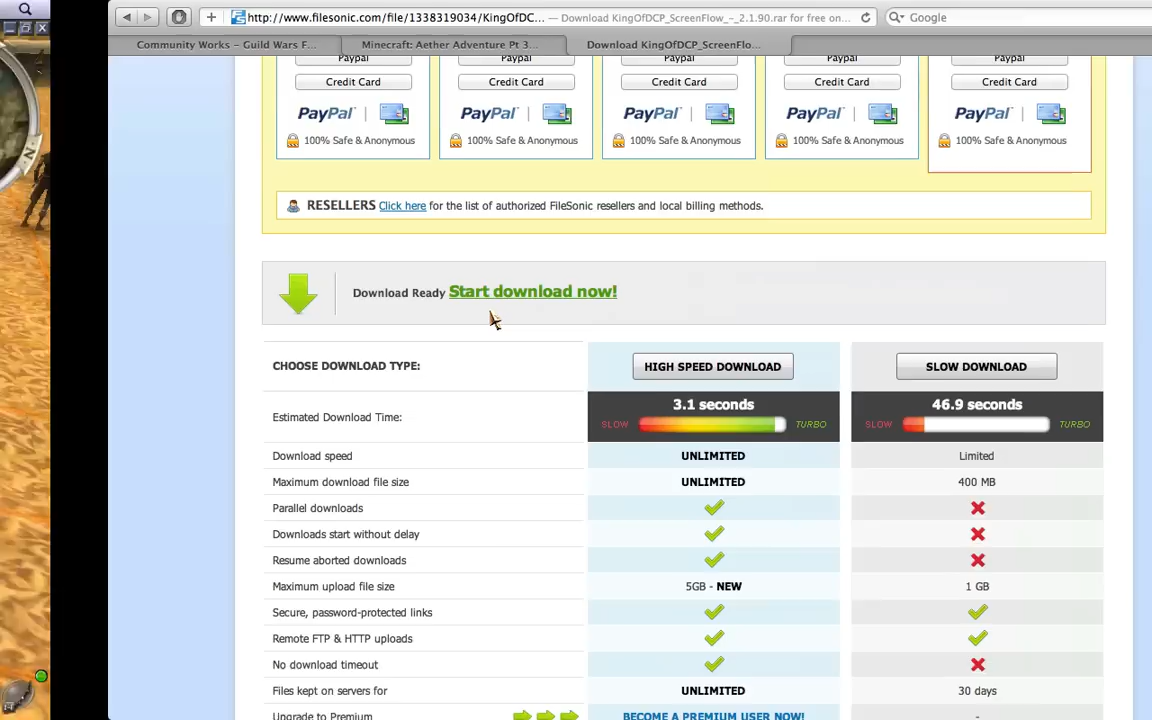 http://www.filesonic.com/file/1338319034/KingOfDC... — Download KingOfDCP_ScreenFlow_-_2.1.90.rar for free on... Google
Community Works – Guild Wars F... Minecraft: Aether Adventure Pt 3... Download KingOfDCP_ScreenFlo...
Paypal Paypal Paypal Paypal Paypal
Credit Card Credit Card Credit Card Credit Card Credit Card
PayPal PayPal PayPal PayPal PayPal
100% Safe & Anonymous 100% Safe & Anonymous 100% Safe & Anonymous 100% Safe & Anonymous 100% Safe & Anonymous
RESELLERS Click here for the list of authorized FileSonic resellers and local billing methods.
Download Ready Start download now!
CHOOSE DOWNLOAD TYPE: HIGH SPEED DOWNLOAD SLOW DOWNLOAD
3.1 seconds 46.9 seconds
Estimated Download Time:
SLOW TURBO SLOW TURBO
Download speed UNLIMITED Limited
Maximum download file size UNLIMITED 400 MB
Parallel downloads
Downloads start without delay
Resume aborted downloads
Maximum upload file size 5GB - NEW 1 GB
Secure, password-protected links
Remote FTP & HTTP uploads
No download timeout
Files kept on servers for UNLIMITED 30 days
Upgrade to Premium BECOME A PREMIUM USER NOW! -
N